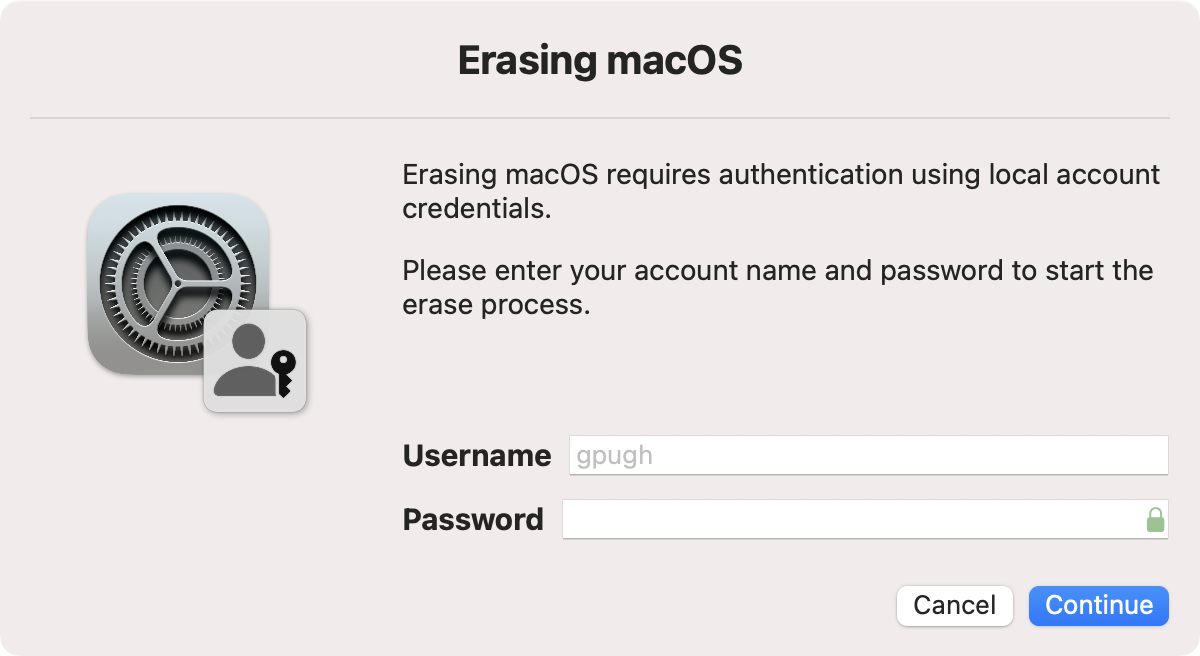 Erasing macOS
Erasing macOS requires authentication using local account
credentials.
Please enter your account name and password to start the
erase process.
Username gpugh
Password
Cancel Continue